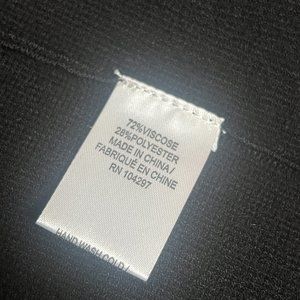 72%VISCOSE
28%POLYESTER
MADE IN CHINA/
FABRIQUÉ EN CHINE
RN 104297
HAND WASH COLD/